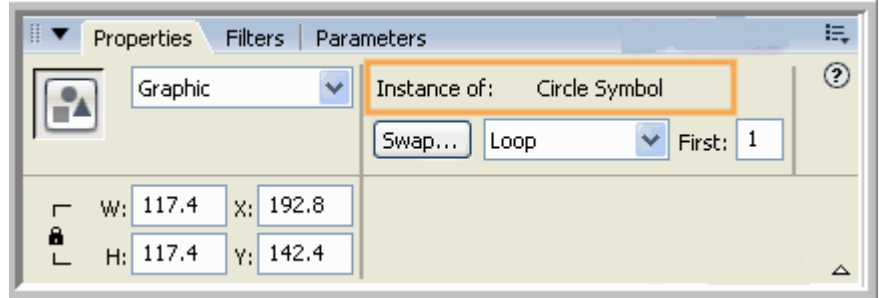 Properties Filters | Parameters
Graphic
Instance of: Circle Symbol
?
Swap... Loop First: 1
W: 117.4 X: 192.8
H: 117.4 Y: 142.4